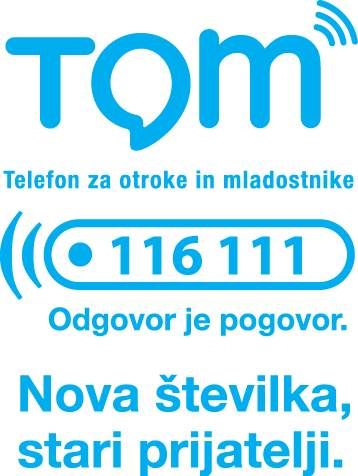 TOM
Telefon za otroke in mladostnike
116 111
Odgovor je pogovor.
Nova številka,
stari prijatelji.